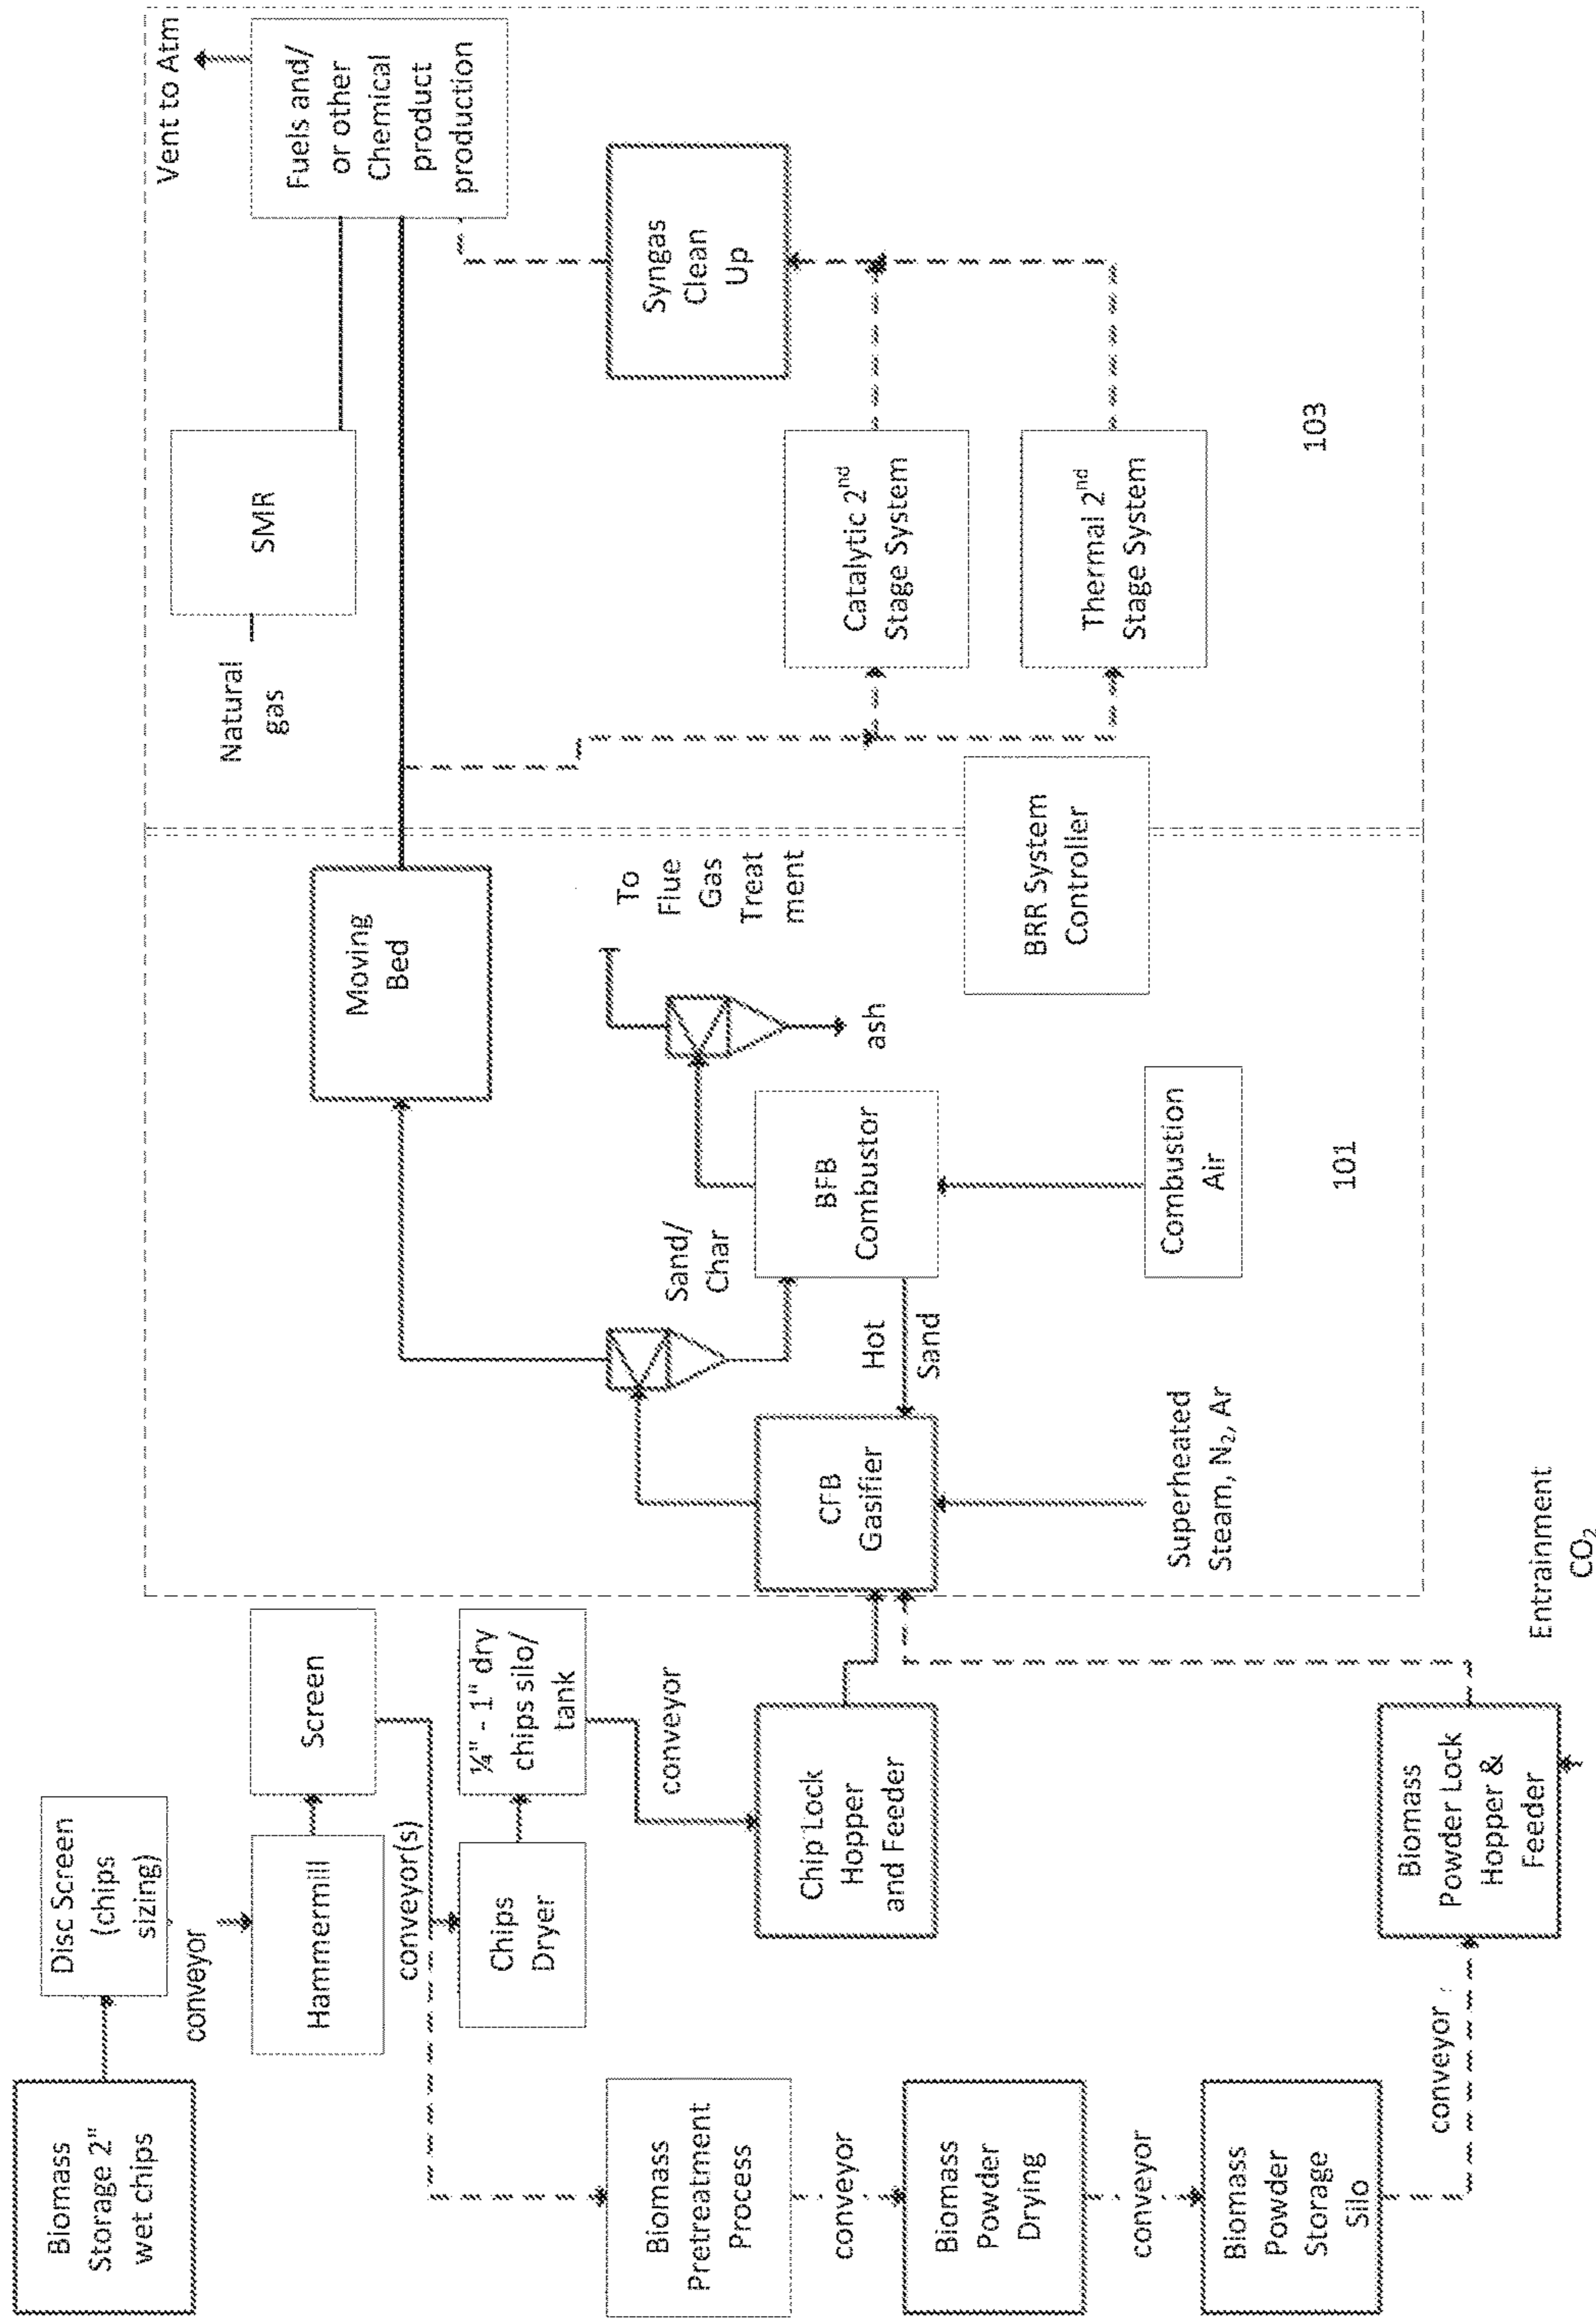 Biomass
Storage 2"
wet chips
Disc Screen
(chips
sizing)
conveyor
Hammermill
Screen
conveyor(s)
Chips
Dryer
¼" - 1" dry
chips silo/
tank
conveyor
Chip Lock
Hopper
and Feeder
Biomass
Pretreatment
Process
conveyor
Biomass
Powder
Drying
conveyor
Biomass
Powder
Storage
Silo
conveyor
Biomass
Powder Lock
Hopper &
Feeder
Entrainment
CO₂
CFB
Gasifier
Superheated
Steam, N₂, Ar
Hot
Sand
Sand/
Char
BFB
Combustor
Combustion
Air
ash
To
Flue
Gas
Treat
ment
Moving
Bed
BRR System
Controller
101
Natural
gas
SMR
Vent to Atm
Fuels and/
or other
Chemical
product
production
Syngas
Clean
Up
Catalytic 2nd
Stage System
Thermal 2nd
Stage System
103